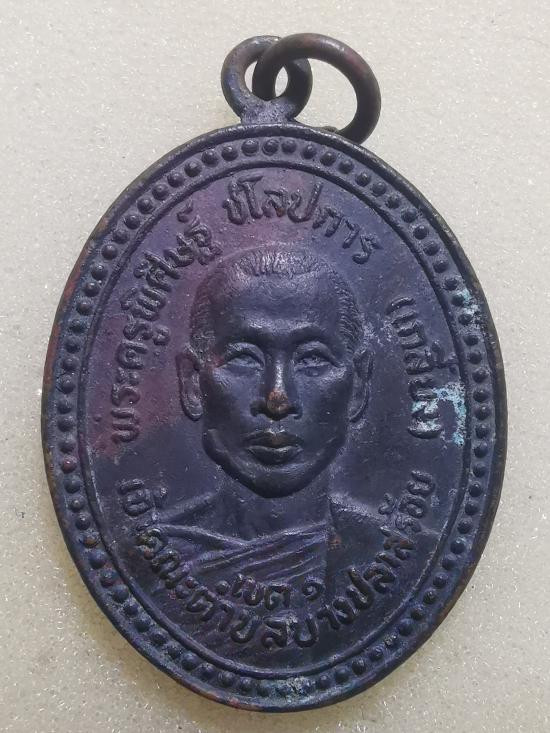 พระครูพิศิษฎ์ ชโลปการ (เกลี้ยง)
เจ้าคณะตำบลบางปลาสร้อย
เขต ๑